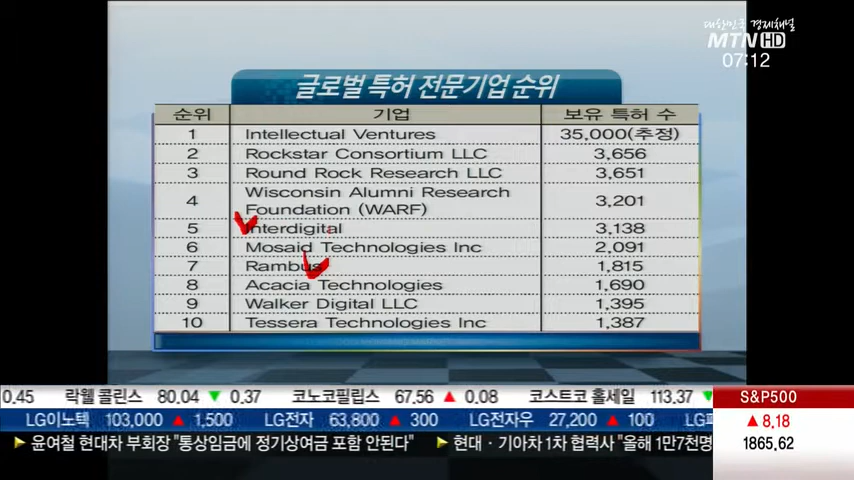 대한민국 경제채널
MTN HD
07:12
글로벌 특허 전문기업 순위
순위 기업 보유 특허 수
1 Intellectual Ventures 35,000(추정)
2 Rockstar Consortium LLC 3,656
3 Round Rock Research LLC 3,651
4 Wisconsin Alumni Research
Foundation (WARF) 3,201
5 Interdigital 3,138
6 Mosaid Technologies Inc 2,091
7 Rambus 1,815
8 Acacia Technologies 1,690
9 Walker Digital LLC 1,395
10 Tessera Technologies Inc 1,387
0.45 락웰 콜린스 80.04 ▼ 0.37 코노코필립스 67.56 ▲ 0.08 코스트코 홀세일 113.37 ▼
S&P500
LG이노텍 103,000 ▲ 1,500 LG전자 63,800 ▲ 300 LG전자우 27,200 ▲ 100 LG
▲ 8.18
▶ 윤여철 현대차 부회장 "통상임금에 정기상여금 포함 안된다" ▶ 현대·기아차 1차 협력사 "올해 1만7천명
1865.62